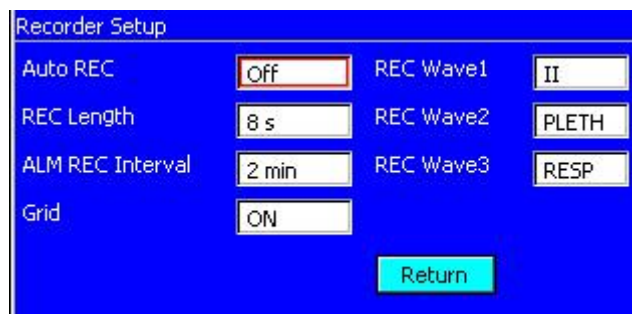 Recorder Setup
Auto REC Off REC Wave1 II
REC Length 8 s REC Wave2 PLETH
ALM REC Interval 2 min REC Wave3 RESP
Grid ON
Return